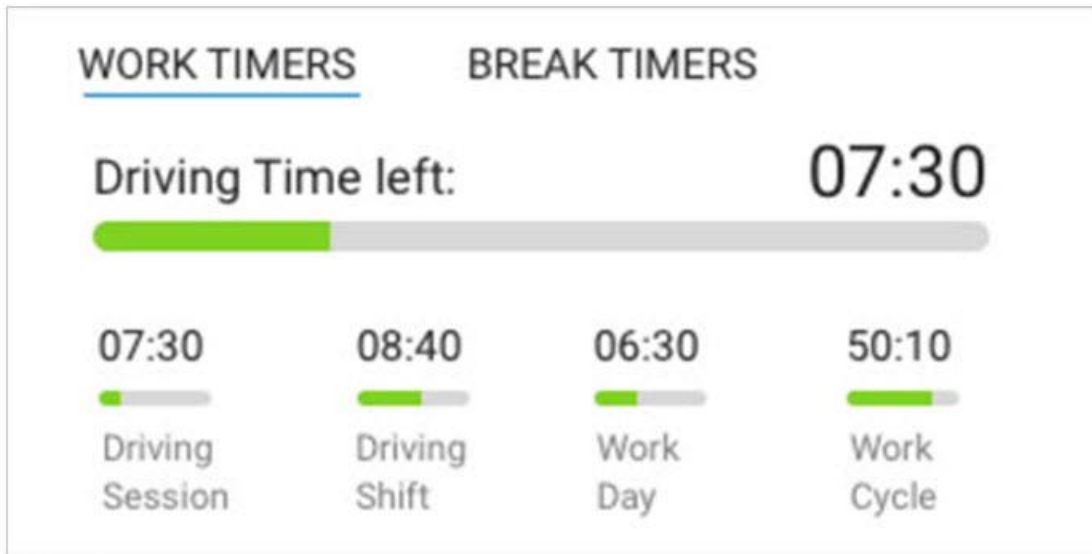 WORK TIMERS BREAK TIMERS
Driving Time left: 07:30
07:30 08:40 06:30 50:10
Driving Driving Work Work
Session Shift Day Cycle